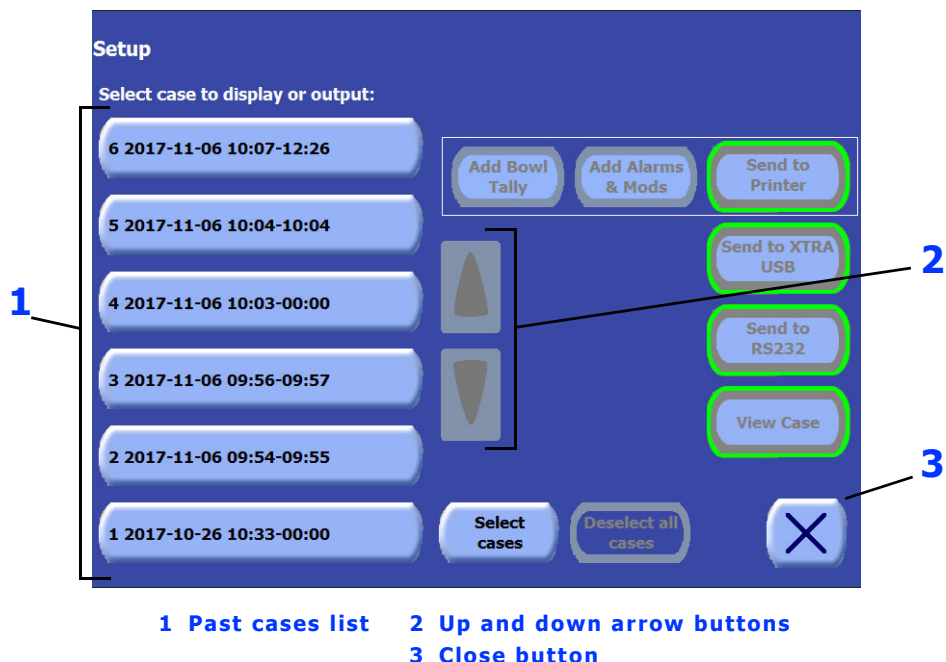 Setup
Select case to display or output:
6 2017-11-06 10:07-12:26
5 2017-11-06 10:04-10:04
4 2017-11-06 10:03-00:00
3 2017-11-06 09:56-09:57
2 2017-11-06 09:54-09:55
1 2017-10-26 10:33-00:00
Add Bowl
Tally
Add Alarms
& Mods
Send to
Printer
Send to XTRA
USB
Send to
RS232
View Case
Select
cases
Deselect all
cases
1
2
3
1 Past cases list 2 Up and down arrow buttons
3 Close button